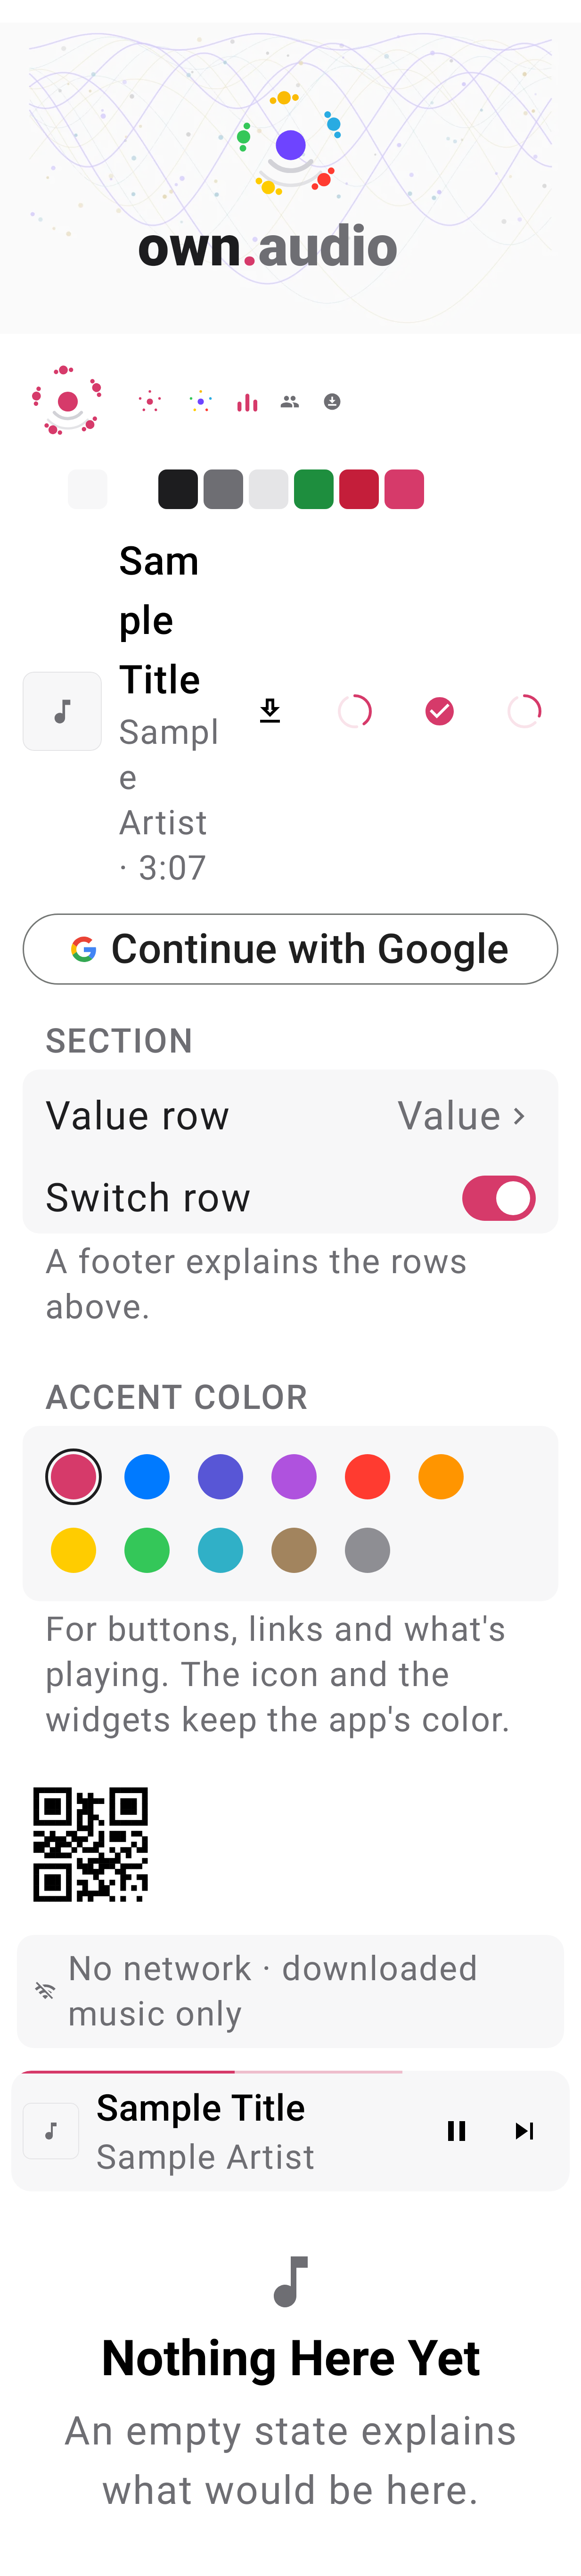 own.audio
Sam
ple
Title
Sampl
e
Artist
· 3:07
Continue with Google
SECTION
Value row Value
Switch row
A footer explains the rows
above.
ACCENT COLOR
For buttons, links and what's
playing. The icon and the
widgets keep the app's color.
No network · downloaded
music only
Sample Title
Sample Artist
Nothing Here Yet
An empty state explains
what would be here.